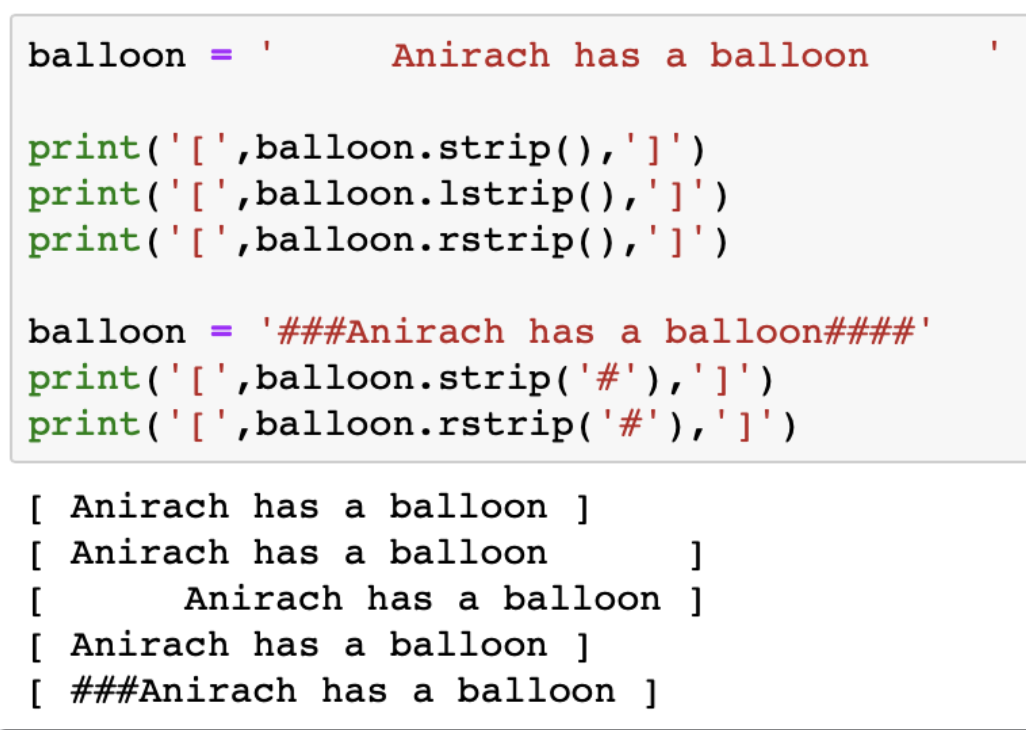 balloon = '     Anirach has a balloon     '
print('[',balloon.strip(),']')
print('[',balloon.lstrip(),']')
print('[',balloon.rstrip(),']')
balloon = '###Anirach has a balloon####'
print('[',balloon.strip('#'),']')
print('[',balloon.rstrip('#'),']')
[ Anirach has a balloon ]
[ Anirach has a balloon      ]
[      Anirach has a balloon ]
[ Anirach has a balloon ]
[ ###Anirach has a balloon ]